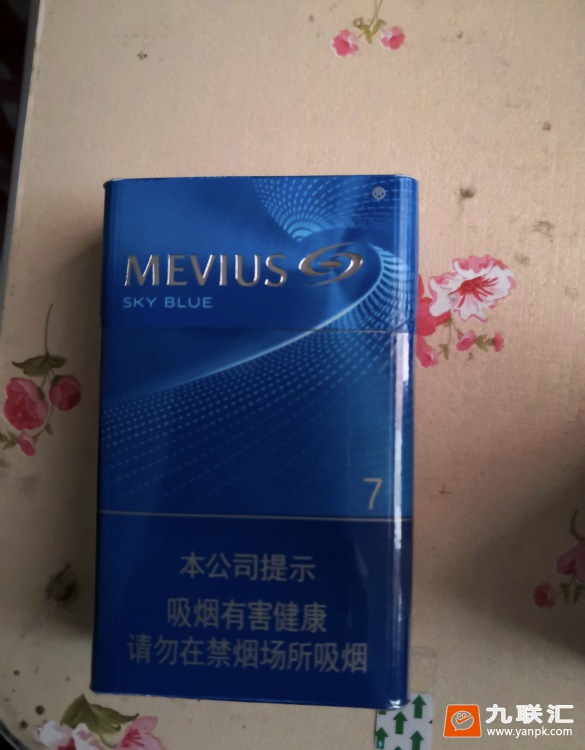 ®
MEVIUS
SKY BLUE
7
本公司提示
吸烟有害健康
请勿在禁烟场所吸烟
九联汇
www.yanpk.com